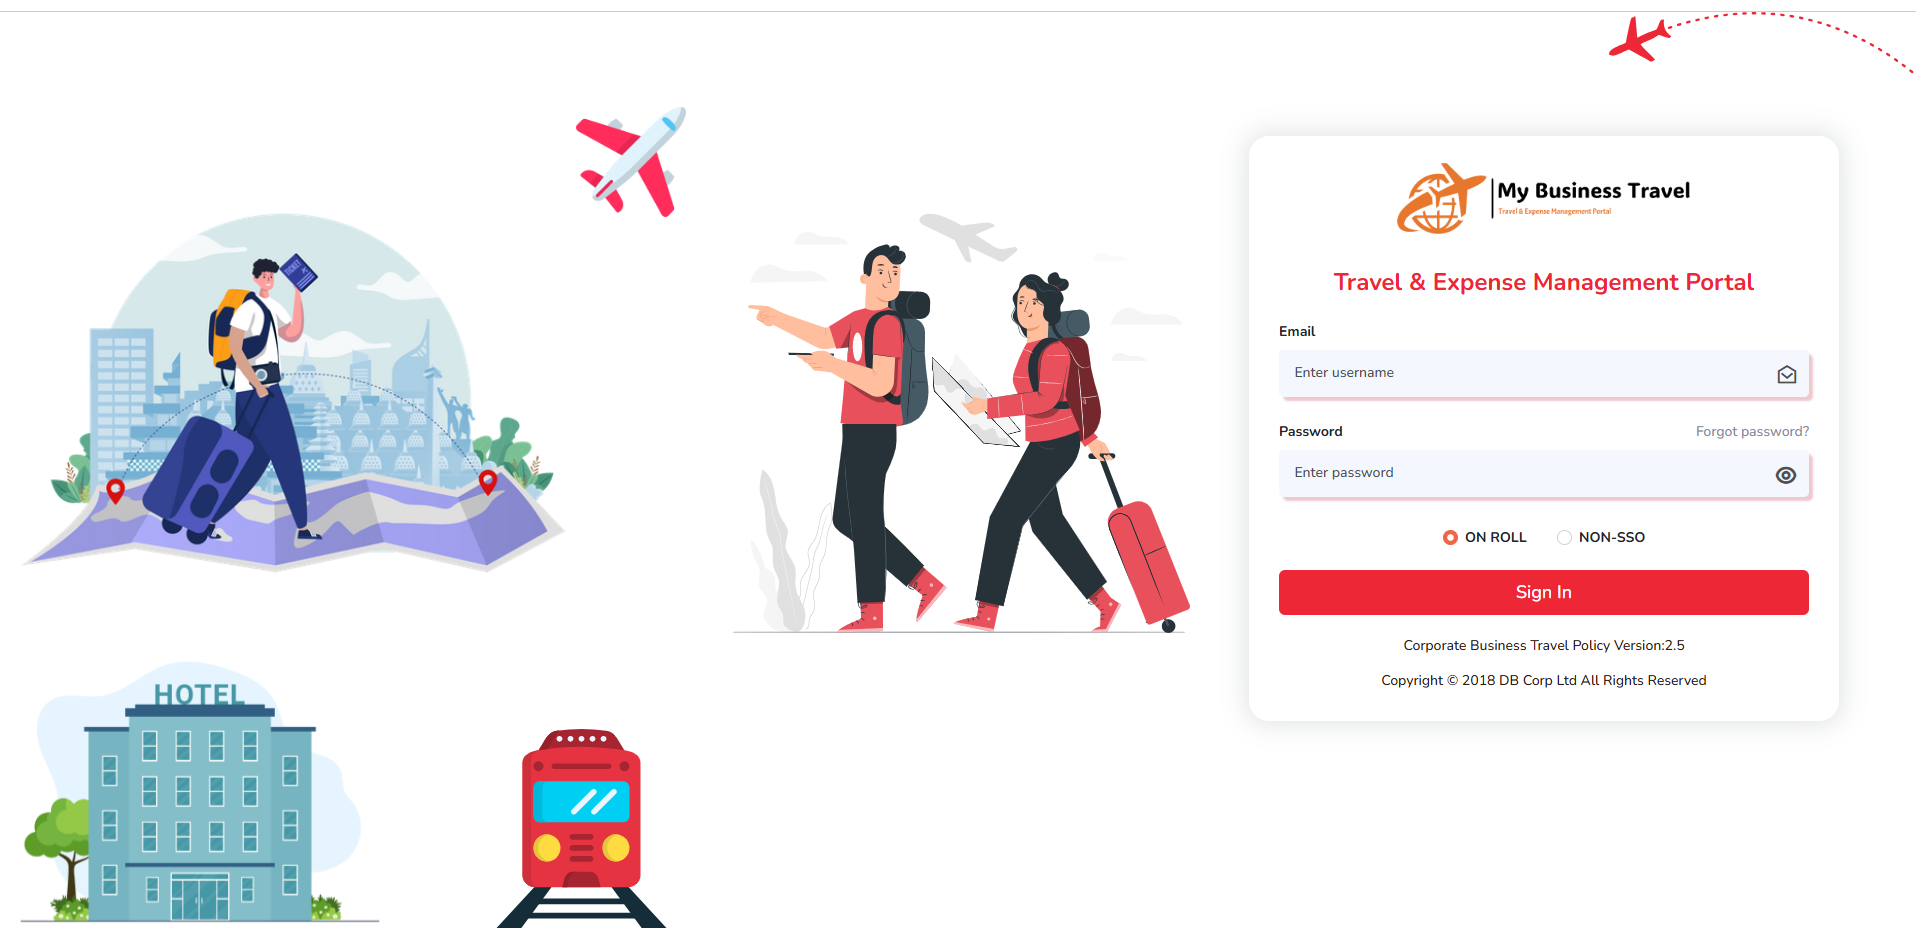 My Business Travel
Travel & Expense Management Portal
Travel & Expense Management Portal
Email
Enter username
Password Forgot password?
Enter password
ON ROLL NON-SSO
Sign In
Corporate Business Travel Policy Version:2.5
Copyright © 2018 DB Corp Ltd All Rights Reserved
TICKET
HOTEL